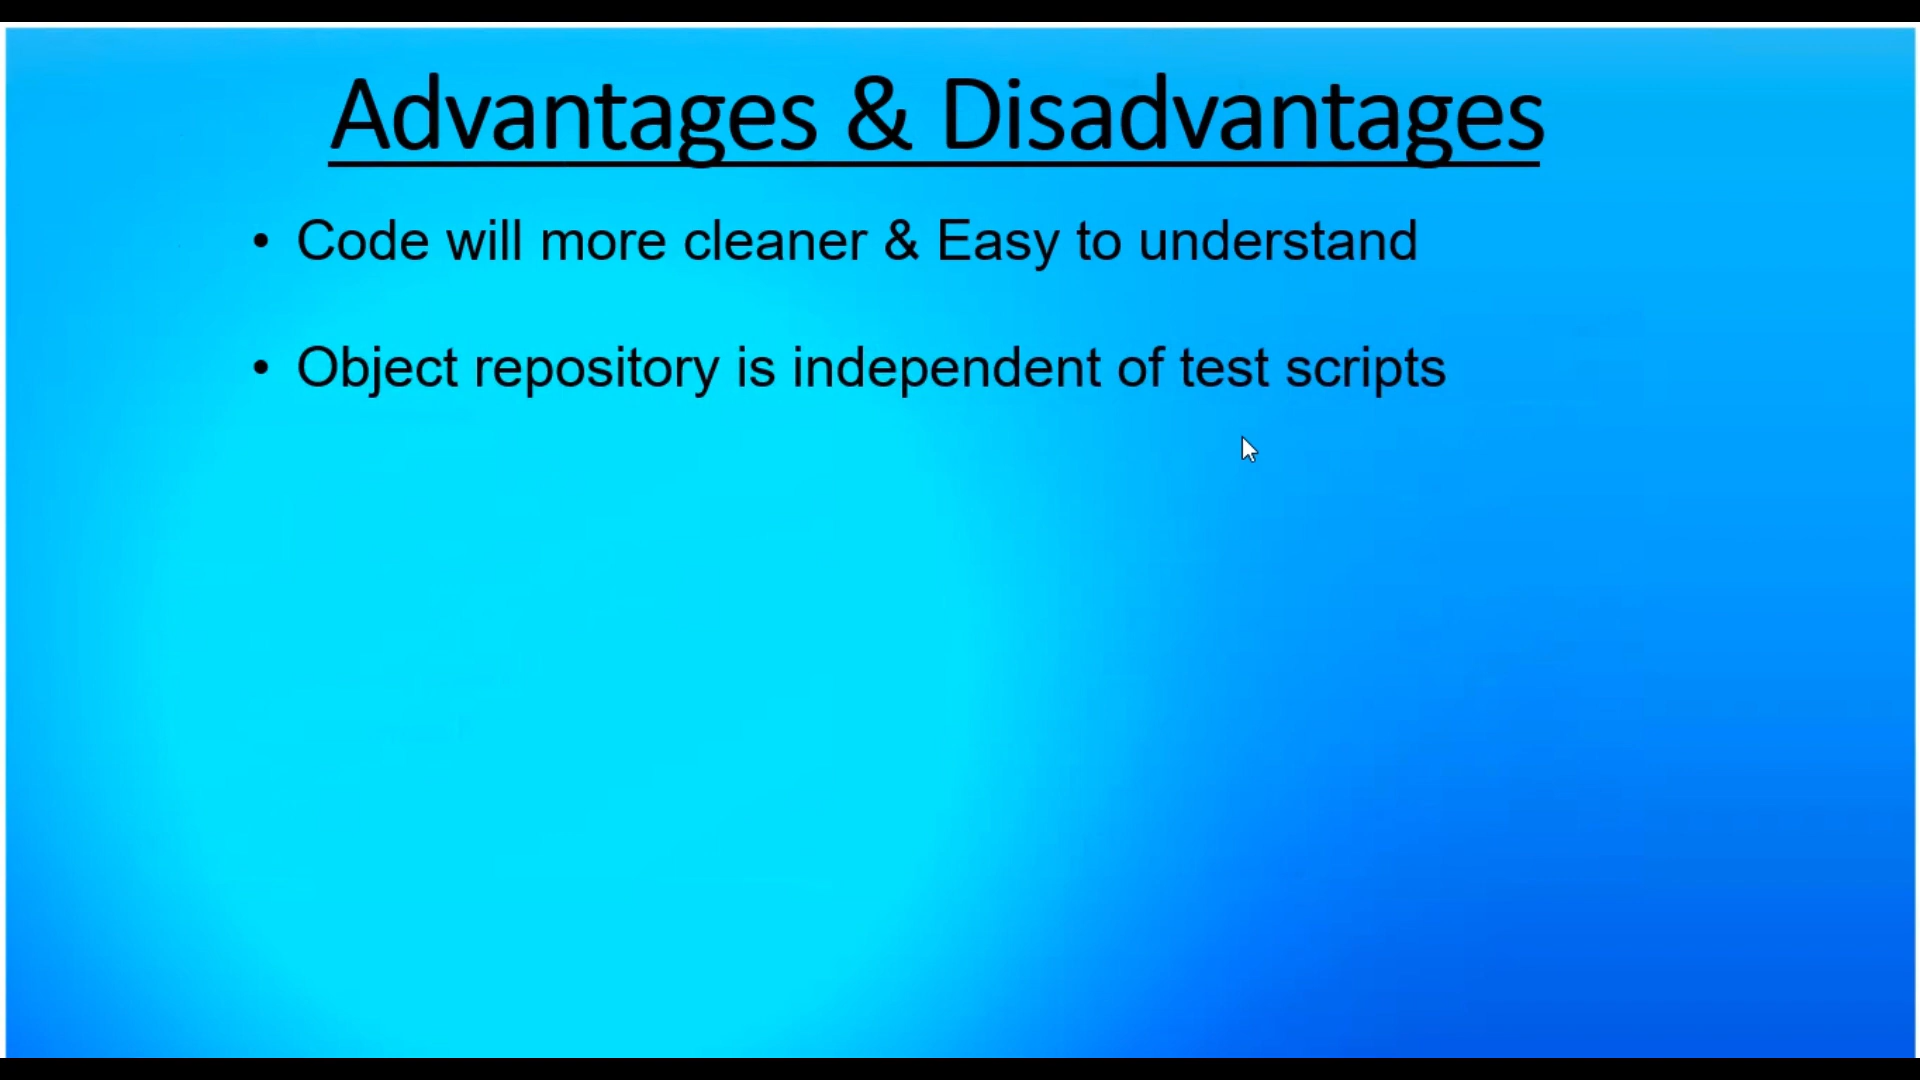 Advantages & Disadvantages
• Code will more cleaner & Easy to understand
• Object repository is independent of test scripts